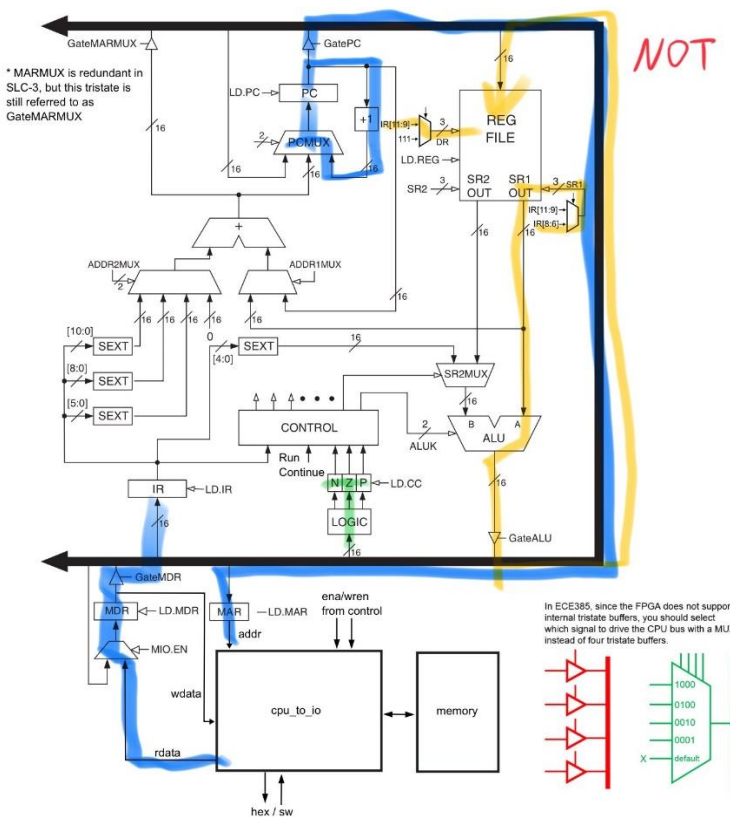 GateMARMUX
GatePC
16
NOT
* MARMUX is redundant in
SLC-3, but this tristate is
still referred to as
GateMARMUX
LD.PC
PC
16
16
+1
IR[11:9]
111
3
DR
REG
FILE
LD.REG
2
PCMUX
16
16
16
SR2
3
SR2
OUT
SR1
OUT
3
SR1
IR[11:9]
IR[8:6]
16
16
+
ADDR2MUX
2
ADDR1MUX
16
16
16
16
0
16
16
[10:0]
SEXT
[4:0]
SEXT
16
[8:0]
SEXT
[5:0]
SEXT
SR2MUX
16
CONTROL
2
ALUK
B
A
ALU
Run
Continue
IR
LD.IR
N
Z
P
LD.CC
16
16
LOGIC
GateALU
16
GateMDR
MDR
LD.MDR
MAR
LD.MAR
ena/wren
from control
MIO.EN
addr
wdata
cpu_to_io
memory
rdata
hex / sw
In ECE385, since the FPGA does not suppor
internal tristate buffers, you should select
which signal to drive the CPU bus with a MU
instead of four tristate buffers.
1000
0100
0010
0001
X
default